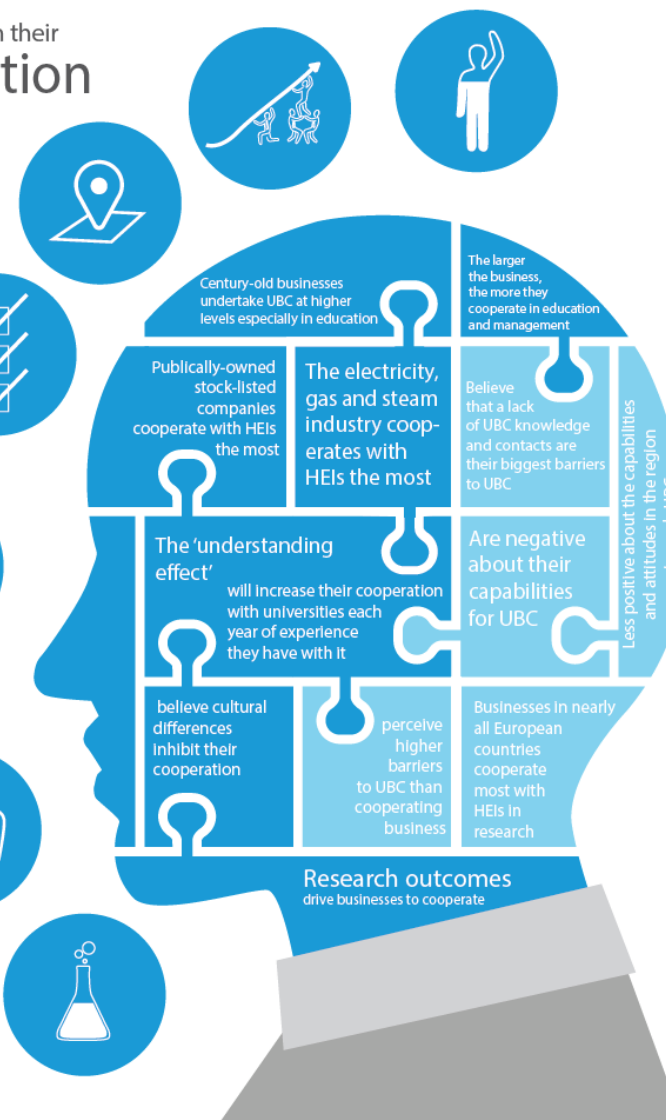 n their
tion
Century-old businesses
undertake UBC at higher
levels especially in education
The larger
the business,
the more they
cooperate in education
and management
Publically-owned
stock-listed
companies
cooperate with HEIs
the most
The electricity,
gas and steam
industry coop-
erates with
HEIs the most
Believe
that a lack
of UBC knowledge
and contacts are
their biggest barriers
to UBC
Less positive about the capabilities
and attitudes in the region
The ‘understanding
effect’
will increase their cooperation
with universities each
year of experience
they have with it
Are negative
about their
capabilities
for UBC
believe cultural
differences
inhibit their
cooperation
perceive
higher
barriers
to UBC than
cooperating
business
Businesses in nearly
all European
countries
cooperate
most with
HEIs in
research
Research outcomes
drive businesses to cooperate